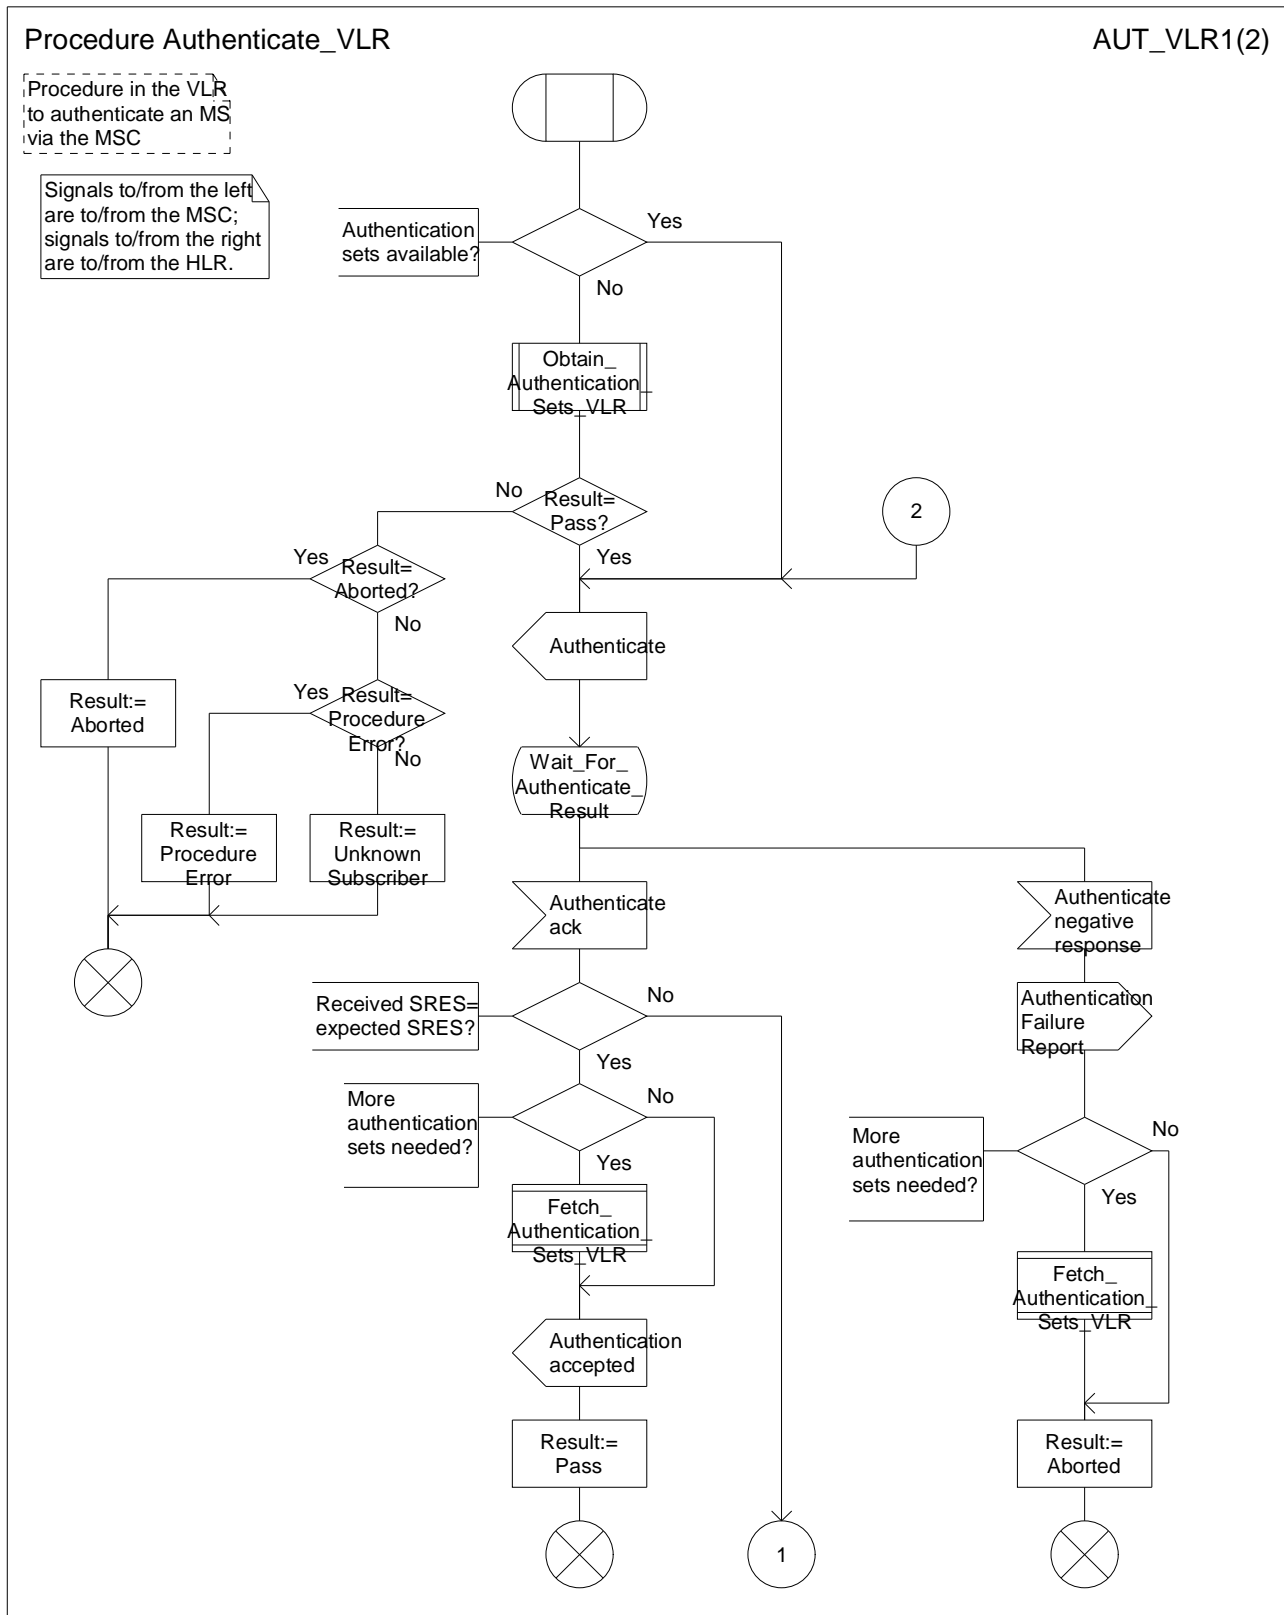 Procedure Authenticate_VLR
AUT_VLR1(2)
Procedure in the VLR
to authenticate an MS
via the MSC
Signals to/from the left
are to/from the MSC;
signals to/from the right
are to/from the HLR.
Authentication
sets available?
Yes
No
Obtain_
Authentication_
Sets_VLR
No
Result=
Pass?
Yes
2
Yes
Result=
Aborted?
No
Authenticate
Result:=
Aborted
Yes
Result=
Procedure
Error?
No
Wait_For_
Authenticate_
Result
Result:=
Procedure
Error
Result:=
Unknown
Subscriber
Authenticate
ack
Authenticate
negative
response
Received SRES=
expected SRES?
No
Yes
Authentication
Failure
Report
More
authentication
sets needed?
No
Yes
More
authentication
sets needed?
No
Yes
Fetch_
Authentication_
Sets_VLR
Fetch_
Authentication_
Sets_VLR
Authentication
accepted
Result:=
Pass
Result:=
Aborted
1